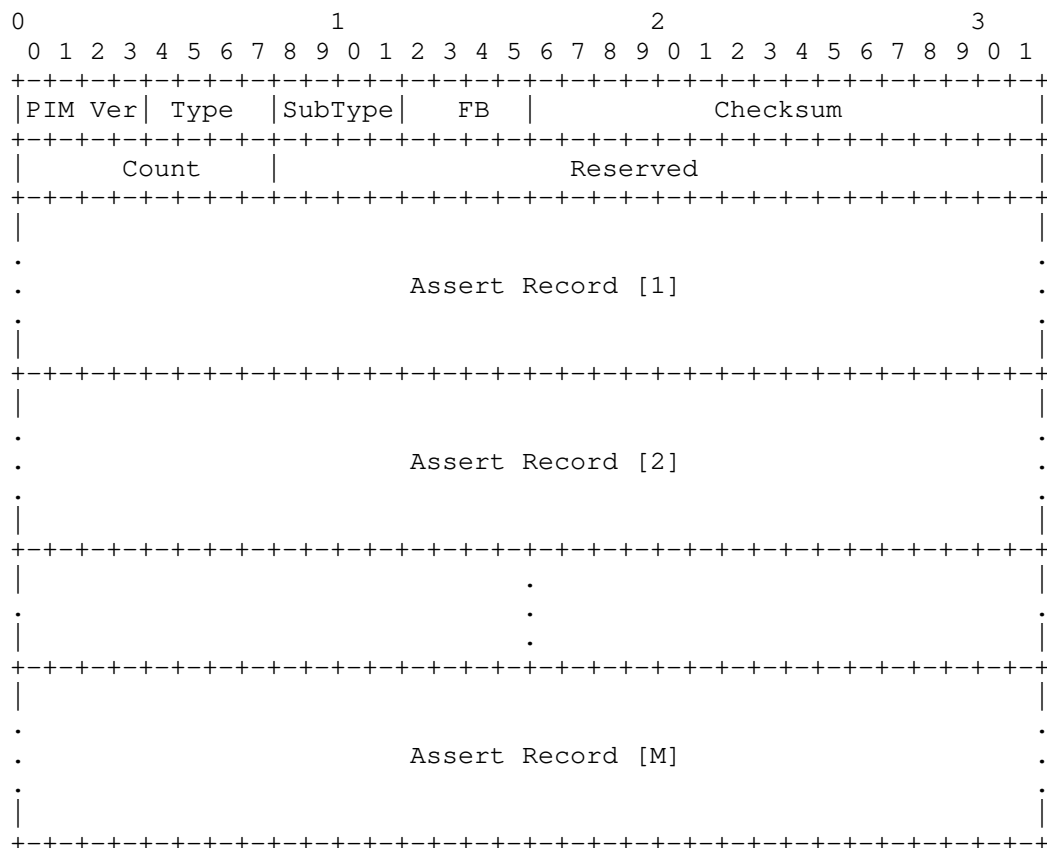 0                   1                   2                   3
 0 1 2 3 4 5 6 7 8 9 0 1 2 3 4 5 6 7 8 9 0 1 2 3 4 5 6 7 8 9 0 1
+-+-+-+-+-+-+-+-+-+-+-+-+-+-+-+-+-+-+-+-+-+-+-+-+-+-+-+-+-+-+-+-+
|PIM Ver| Type  |SubType|   FB  |           Checksum            |
+-+-+-+-+-+-+-+-+-+-+-+-+-+-+-+-+-+-+-+-+-+-+-+-+-+-+-+-+-+-+-+-+
|      Count    |                  Reserved                     |
+-+-+-+-+-+-+-+-+-+-+-+-+-+-+-+-+-+-+-+-+-+-+-+-+-+-+-+-+-+-+-+-+
|                                                               |
.                                                               .
.                        Assert Record [1]                      .
.                                                               .
|                                                               |
+-+-+-+-+-+-+-+-+-+-+-+-+-+-+-+-+-+-+-+-+-+-+-+-+-+-+-+-+-+-+-+-+
|                                                               |
.                                                               .
.                        Assert Record [2]                      .
.                                                               .
|                                                               |
+-+-+-+-+-+-+-+-+-+-+-+-+-+-+-+-+-+-+-+-+-+-+-+-+-+-+-+-+-+-+-+-+
|                               .                               |
.                               .                               .
|                               .                               |
+-+-+-+-+-+-+-+-+-+-+-+-+-+-+-+-+-+-+-+-+-+-+-+-+-+-+-+-+-+-+-+-+
|                                                               |
.                                                               .
.                        Assert Record [M]                      .
.                                                               .
|                                                               |
+-+-+-+-+-+-+-+-+-+-+-+-+-+-+-+-+-+-+-+-+-+-+-+-+-+-+-+-+-+-+-+-+